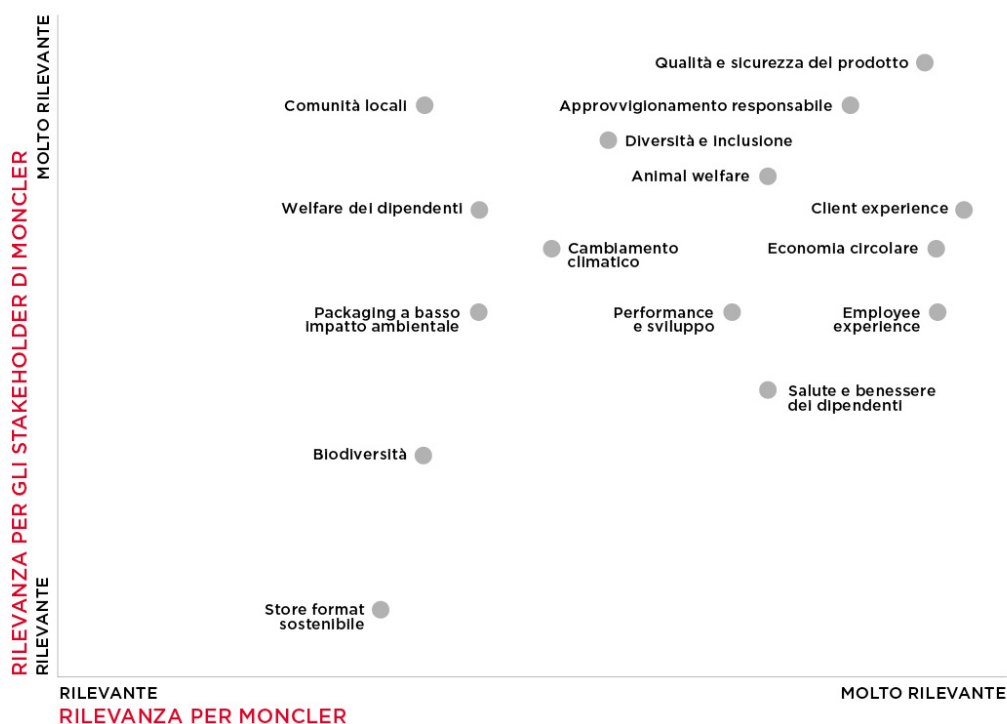 MOLTO RILEVANTE
RILEVANZA PER GLI STAKEHOLDER DI MONCLER
RILEVANTE
Qualità e sicurezza del prodotto
Comunità locali
Approvvigionamento responsabile
Diversità e inclusione
Animal welfare
Welfare dei dipendenti
Client experience
Cambiamento
climatico
Economia circolare
Packaging a basso
impatto ambientale
Performance
e sviluppo
Employee
experience
Salute e benessere
dei dipendenti
Biodiversità
Store format
sostenibile
RILEVANTE
MOLTO RILEVANTE
RILEVANZA PER MONCLER